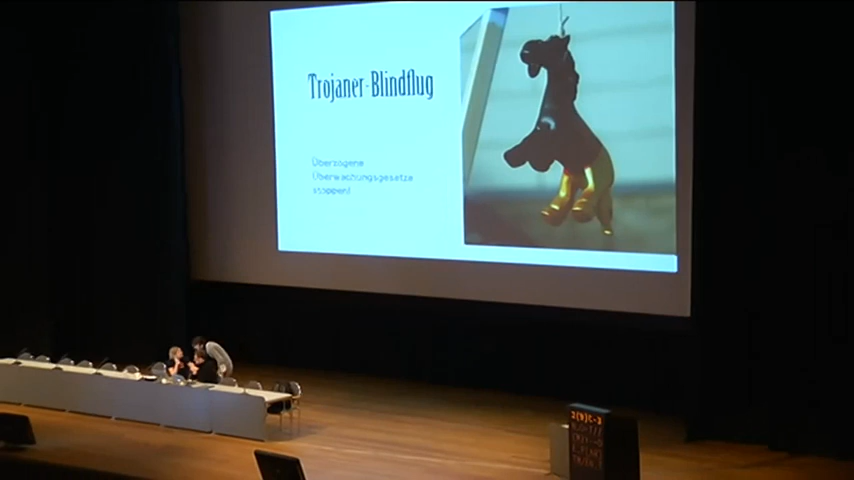 Trojaner-Blindflug
Überzogene
Überwachungsgesetze
stoppen!